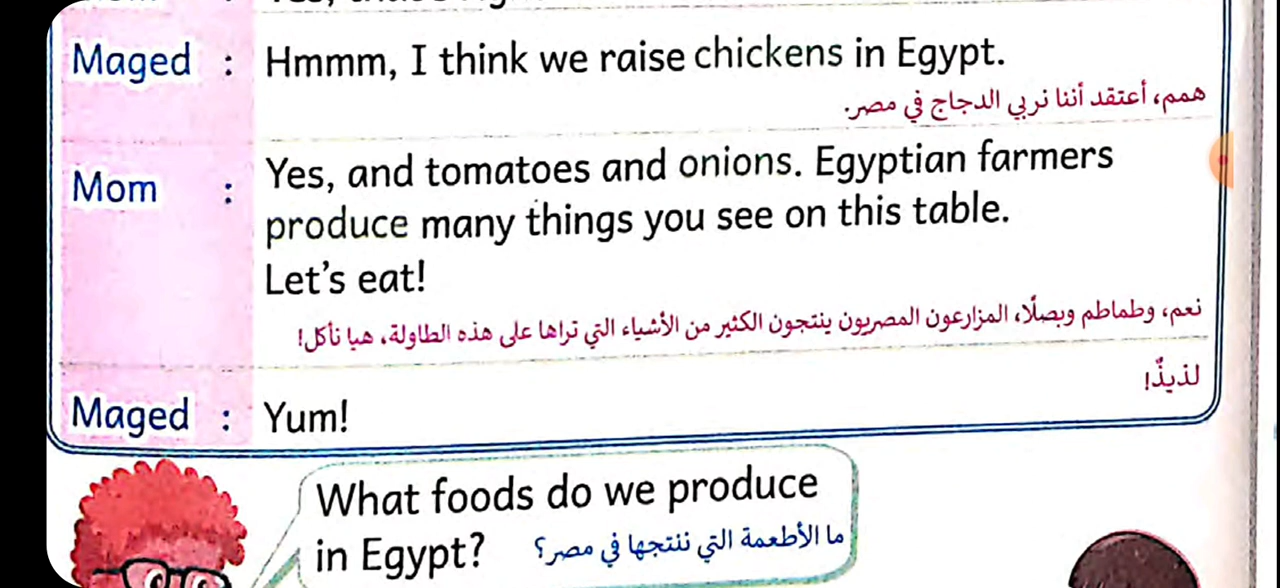 Maged : Hmmm, I think we raise chickens in Egypt.
همم، أعتقد أننا نربي الدجاج في مصر.
Mom : Yes, and tomatoes and onions. Egyptian farmers
produce many things you see on this table.
Let's eat!
نعم، وطماطم وبصلًا، المزارعون المصريون ينتجون الكثير من الأشياء التي تراها على هذه الطاولة، هيا نأكل!
لذيذٌ!
Maged : Yum!
What foods do we produce
in Egypt? ما الأطعمة التي ننتجها في مصر؟